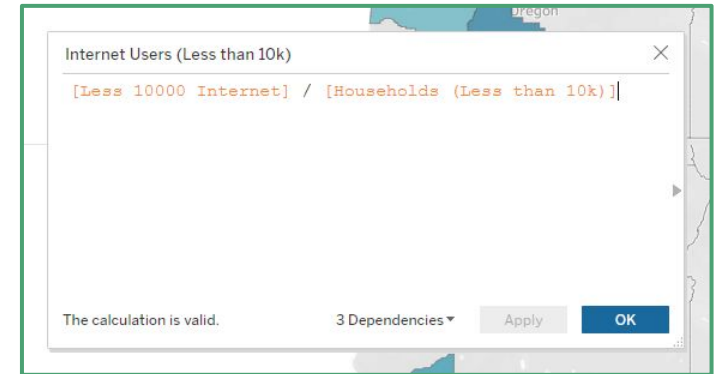 Oregon
Internet Users (Less than 10k)
[Less 10000 Internet] / [Households (Less than 10k)]
The calculation is valid.
3 Dependencies
Apply
OK